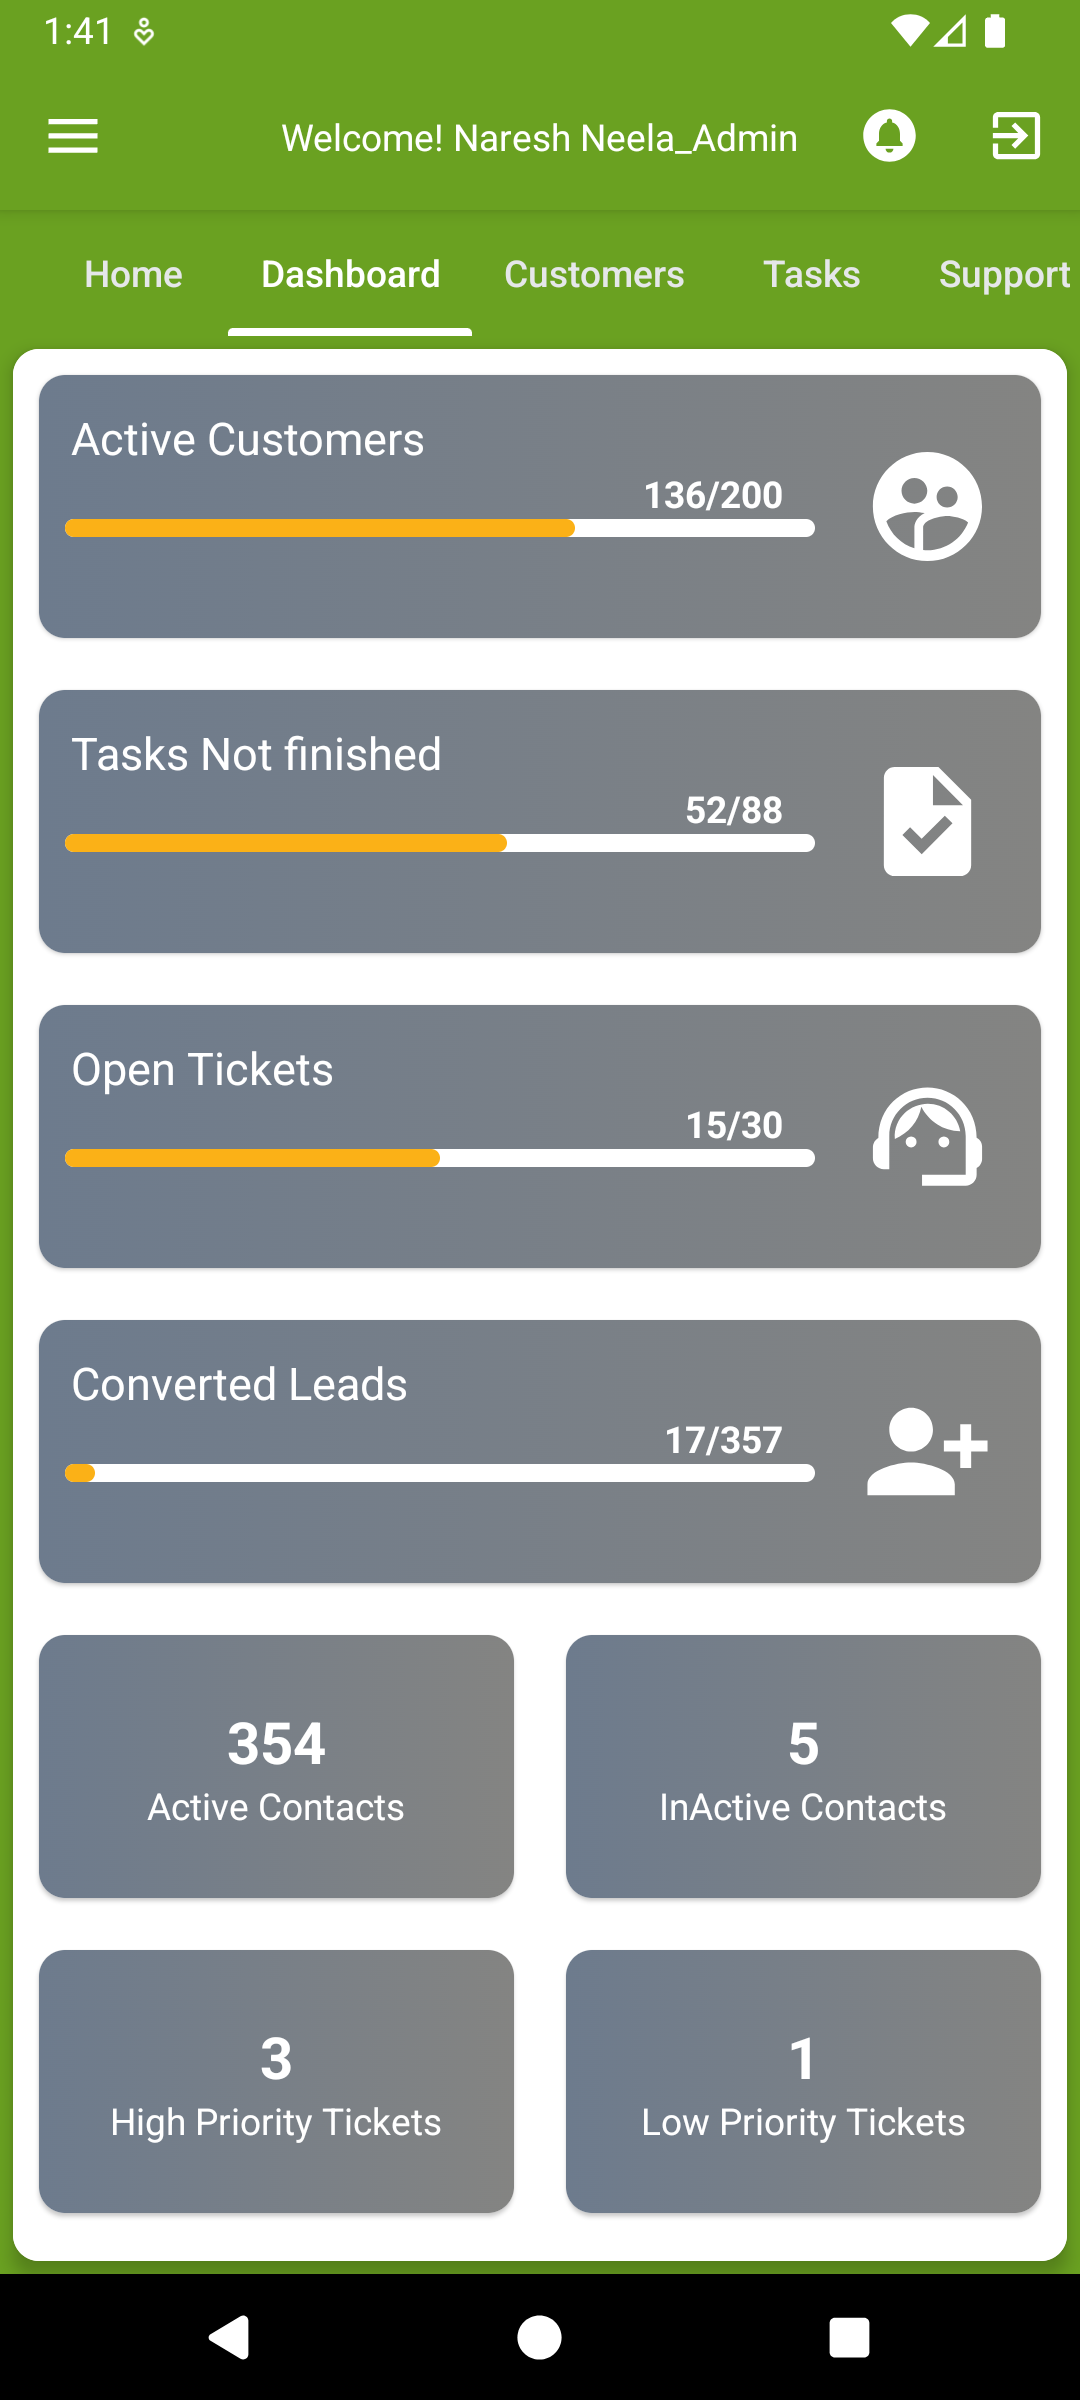 1:41
Welcome! Naresh Neela_Admin
Home Dashboard Customers Tasks Support
Active Customers
136/200
Tasks Not finished
52/88
Open Tickets
15/30
Converted Leads
17/357
354
Active Contacts
5
InActive Contacts
3
High Priority Tickets
1
Low Priority Tickets